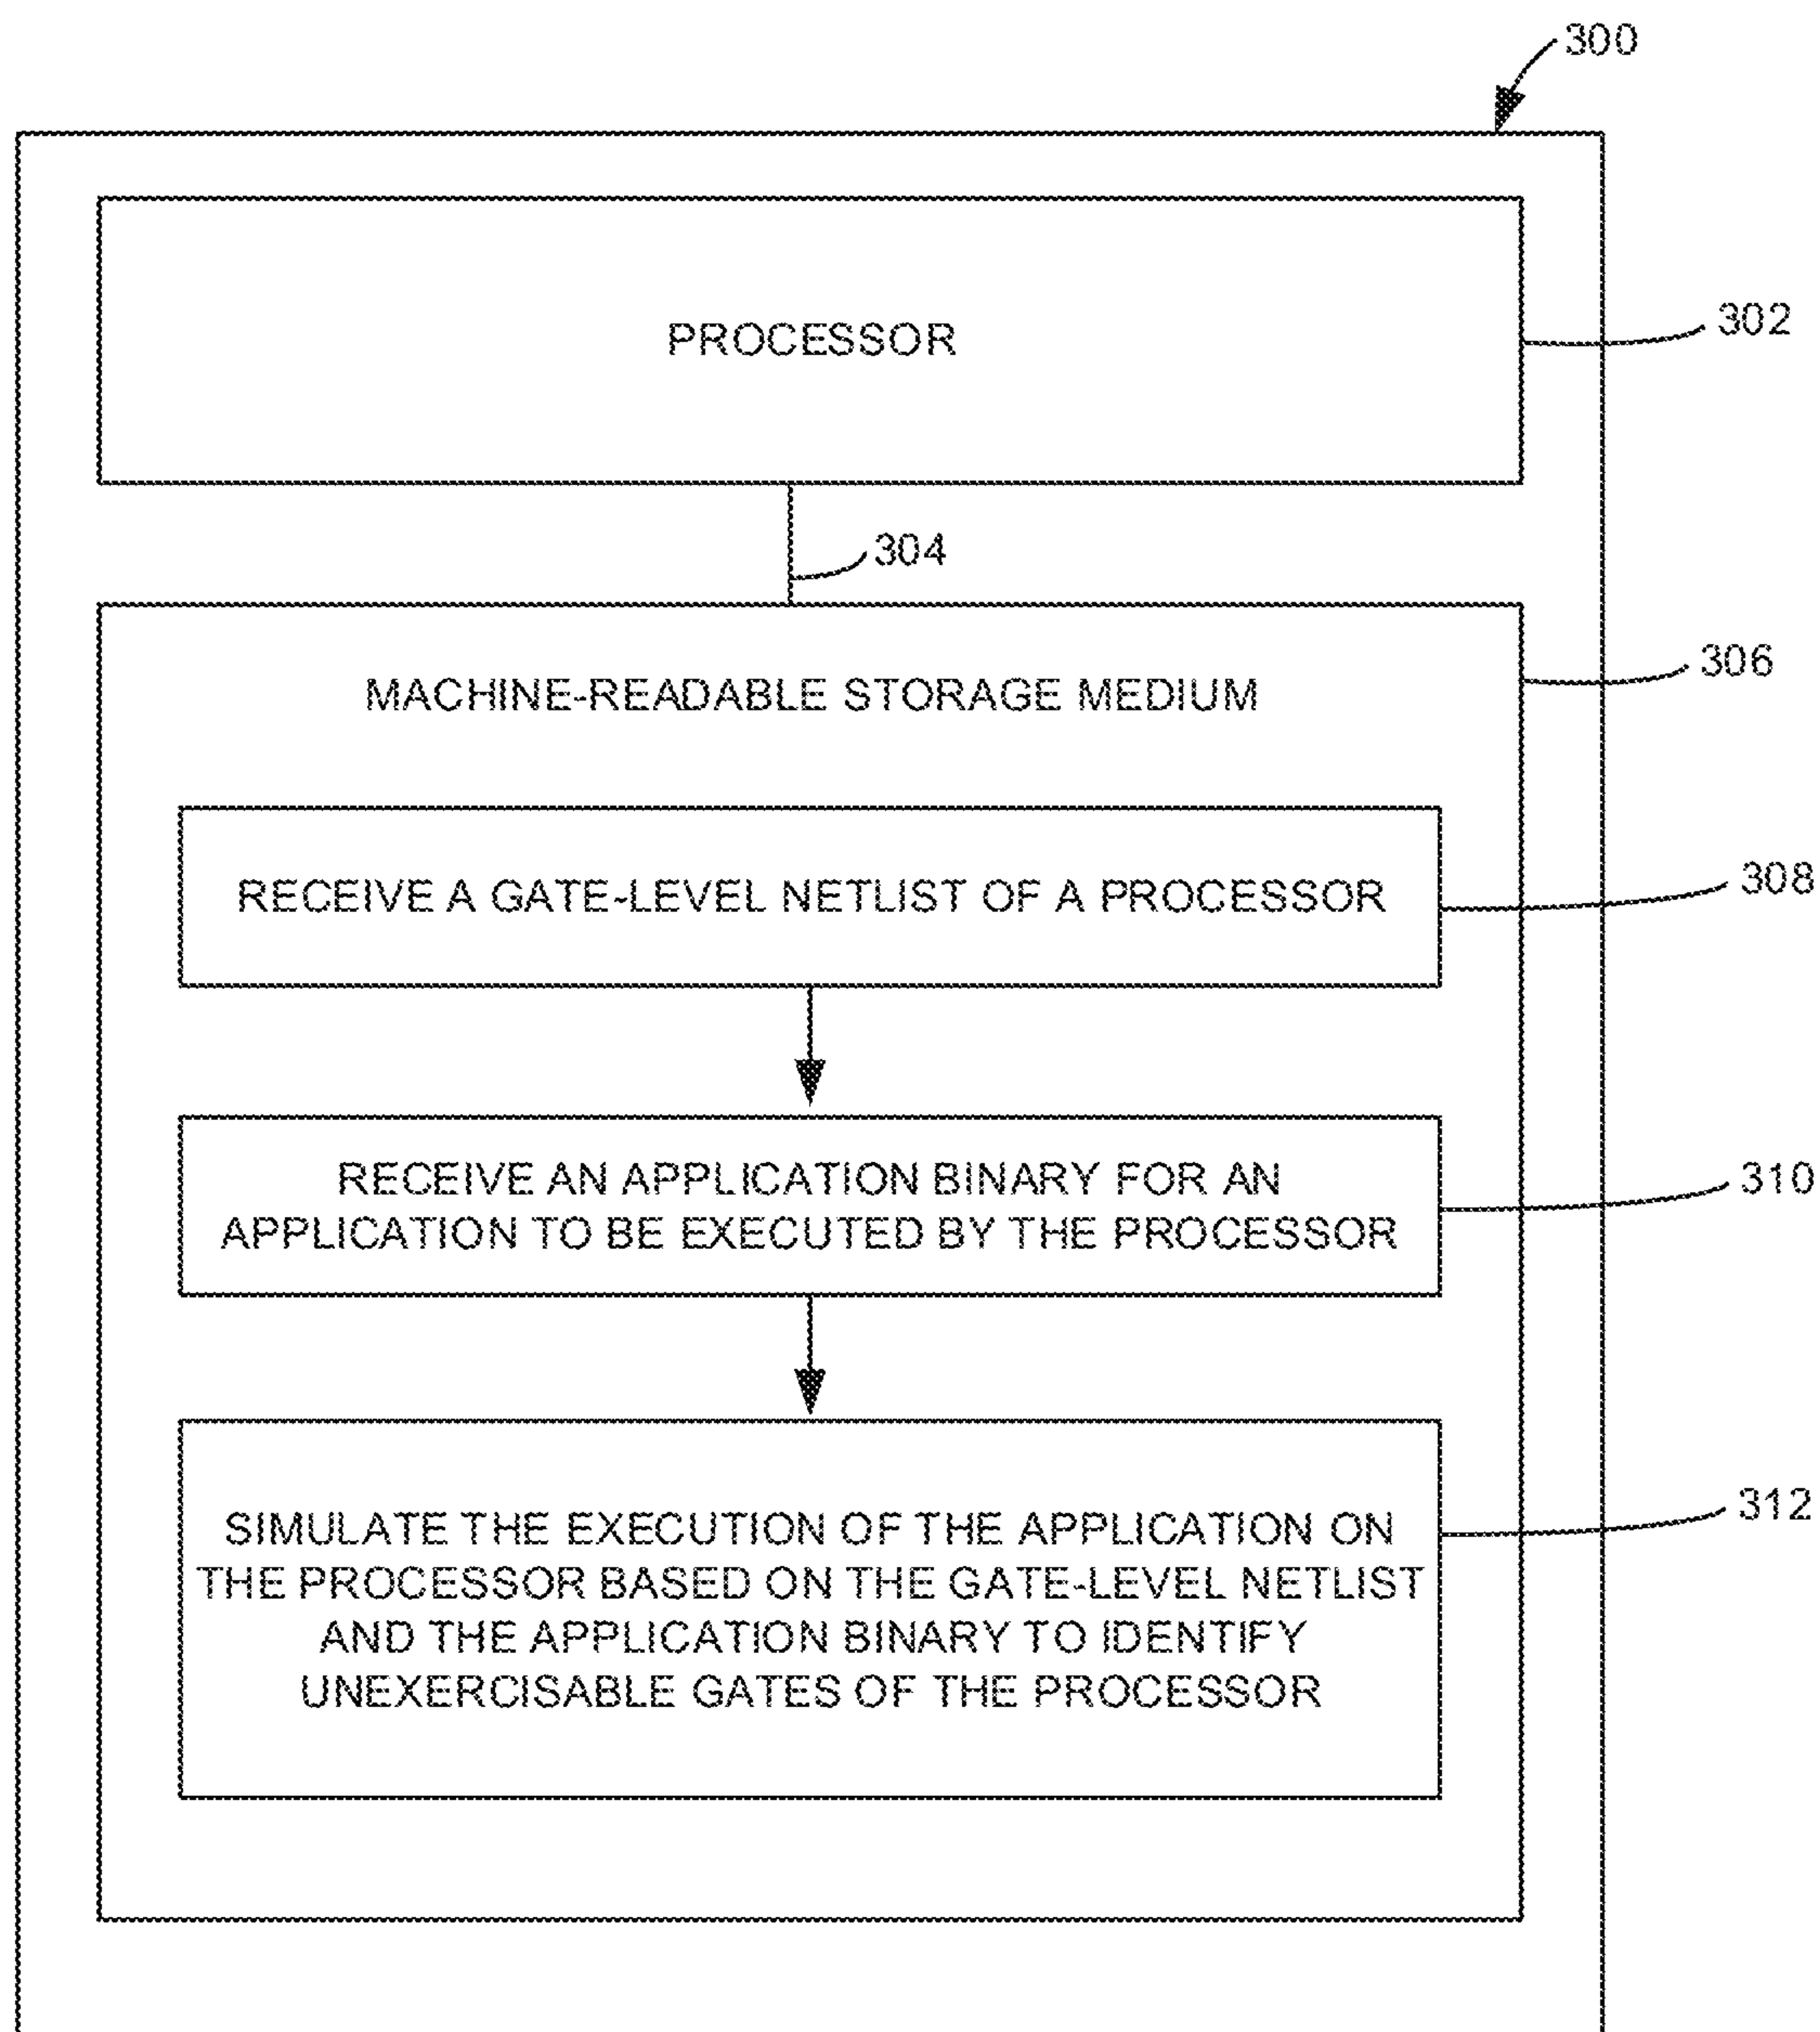 300
PROCESSOR
302
304
MACHINE-READABLE STORAGE MEDIUM
306
RECEIVE A GATE-LEVEL NETLIST OF A PROCESSOR
308
RECEIVE AN APPLICATION BINARY FOR AN
APPLICATION TO BE EXECUTED BY THE PROCESSOR
310
SIMULATE THE EXECUTION OF THE APPLICATION ON
THE PROCESSOR BASED ON THE GATE-LEVEL NETLIST
AND THE APPLICATION BINARY TO IDENTIFY
UNEXERCISABLE GATES OF THE PROCESSOR
312